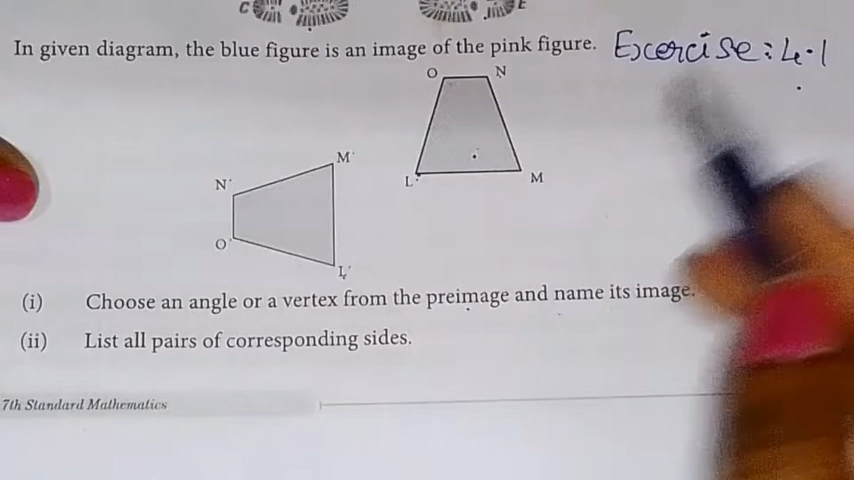 C E
In given diagram, the blue figure is an image of the pink figure. Exercise : 4.1
O N
L M
N' M'
O' L'
(i) Choose an angle or a vertex from the preimage and name its image.
(ii) List all pairs of corresponding sides.
7th Standard Mathematics